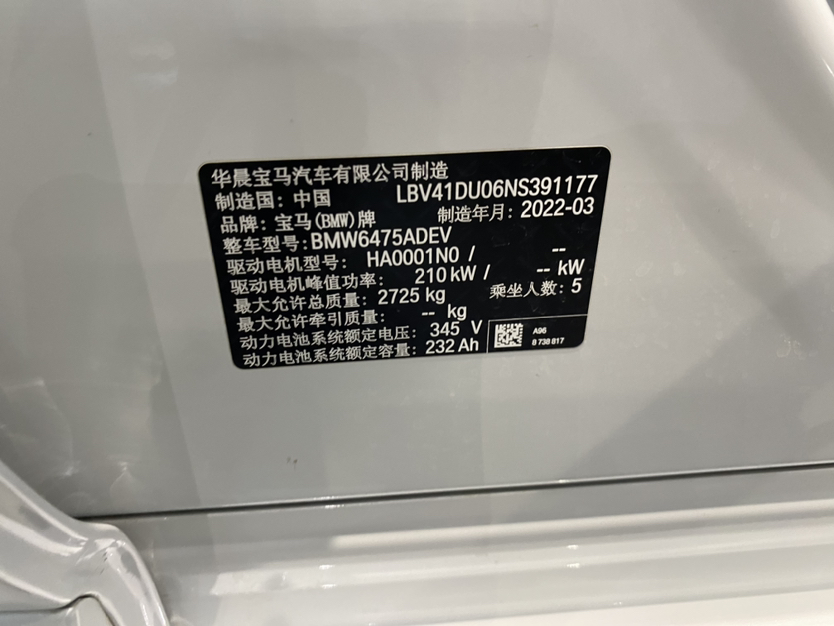 华晨宝马汽车有限公司制造
制造国: 中国 LBV41DU06NS391177
品牌: 宝马(BMW)牌 制造年月: 2022-03
整车型号: BMW6475ADEV
驱动电机型号: HA0001N0 / --
驱动电机峰值功率: 210 kW / -- kW
最大允许总质量: 2725 kg 乘坐人数: 5
最大允许牵引质量: -- kg
动力电池系统额定电压: 345 V
动力电池系统额定容量: 232 Ah
A96
8 738 817